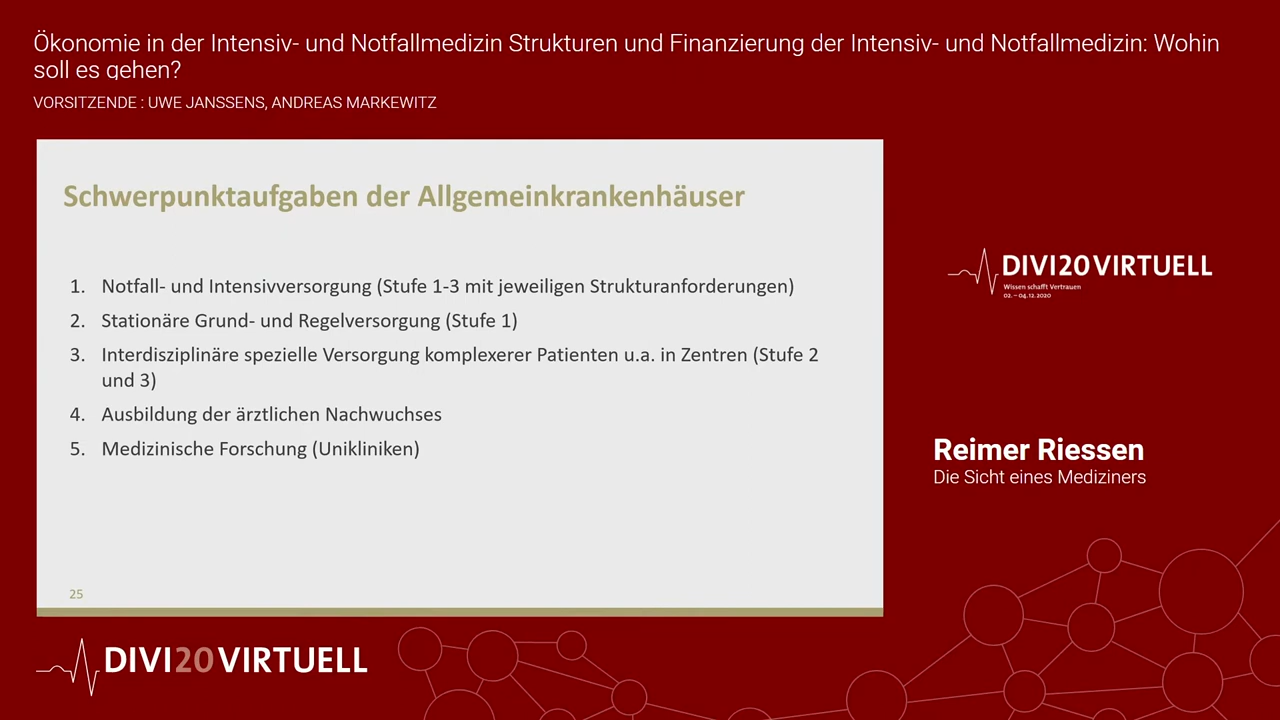 Ökonomie in der Intensiv- und Notfallmedizin Strukturen und Finanzierung der Intensiv- und Notfallmedizin: Wohin
soll es gehen?
VORSITZENDE : UWE JANSSENS, ANDREAS MARKEWITZ
Schwerpunktaufgaben der Allgemeinkrankenhäuser
1. Notfall- und Intensivversorgung (Stufe 1-3 mit jeweiligen Strukturanforderungen)
2. Stationäre Grund- und Regelversorgung (Stufe 1)
3. Interdisziplinäre spezielle Versorgung komplexerer Patienten u.a. in Zentren (Stufe 2
und 3)
4. Ausbildung der ärztlichen Nachwuchses
5. Medizinische Forschung (Unikliniken)
25
DIVI20VIRTUELL
Wissen schafft Vertrauen
02. – 04.12.2020
Reimer Riessen
Die Sicht eines Mediziners
DIVI20VIRTUELL